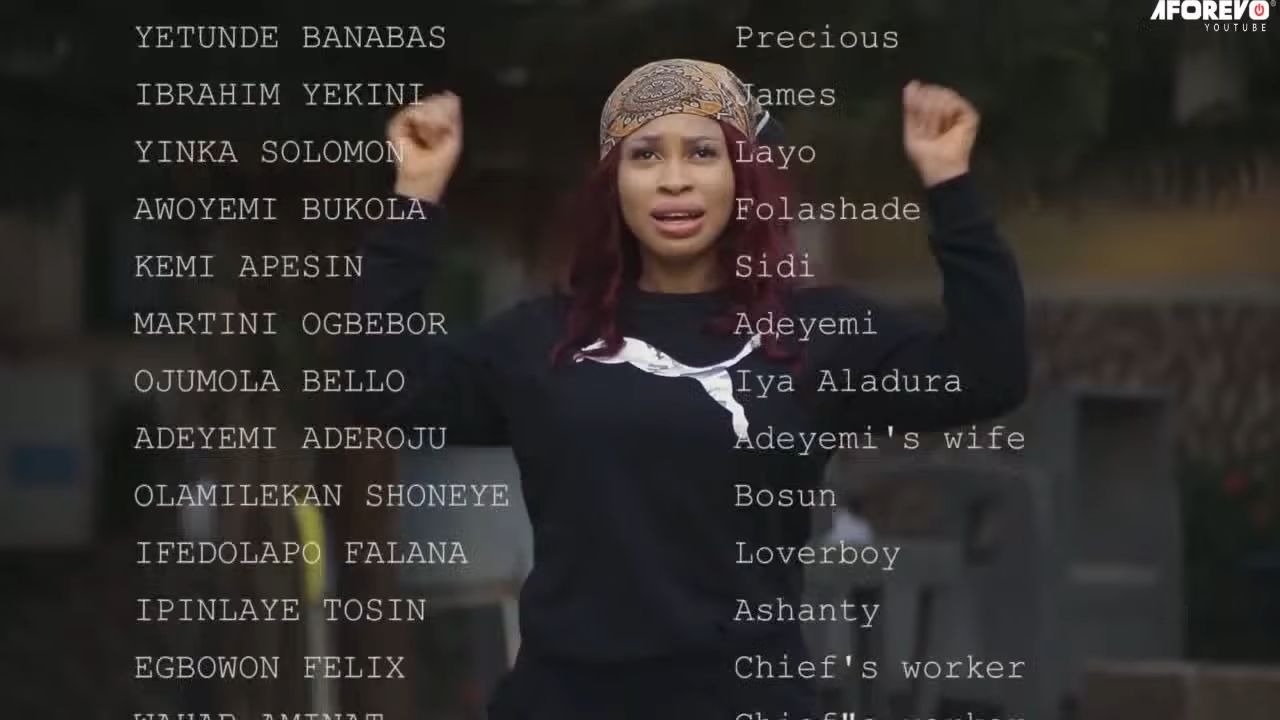 AFOREVO
YOUTUBE
YETUNDE BANABAS Precious
IBRAHIM YEKINI James
YINKA SOLOMON Layo
AWOYEMI BUKOLA Folashade
KEMI APESIN Sidi
MARTINI OGBEBOR Adeyemi
OJUMOLA BELLO Iya Aladura
ADEYEMI ADEROJU Adeyemi's wife
OLAMILEKAN SHONEYE Bosun
IFEDOLAPO FALANA Loverboy
IPINLAYE TOSIN Ashanty
EGBOWON FELIX Chief's worker